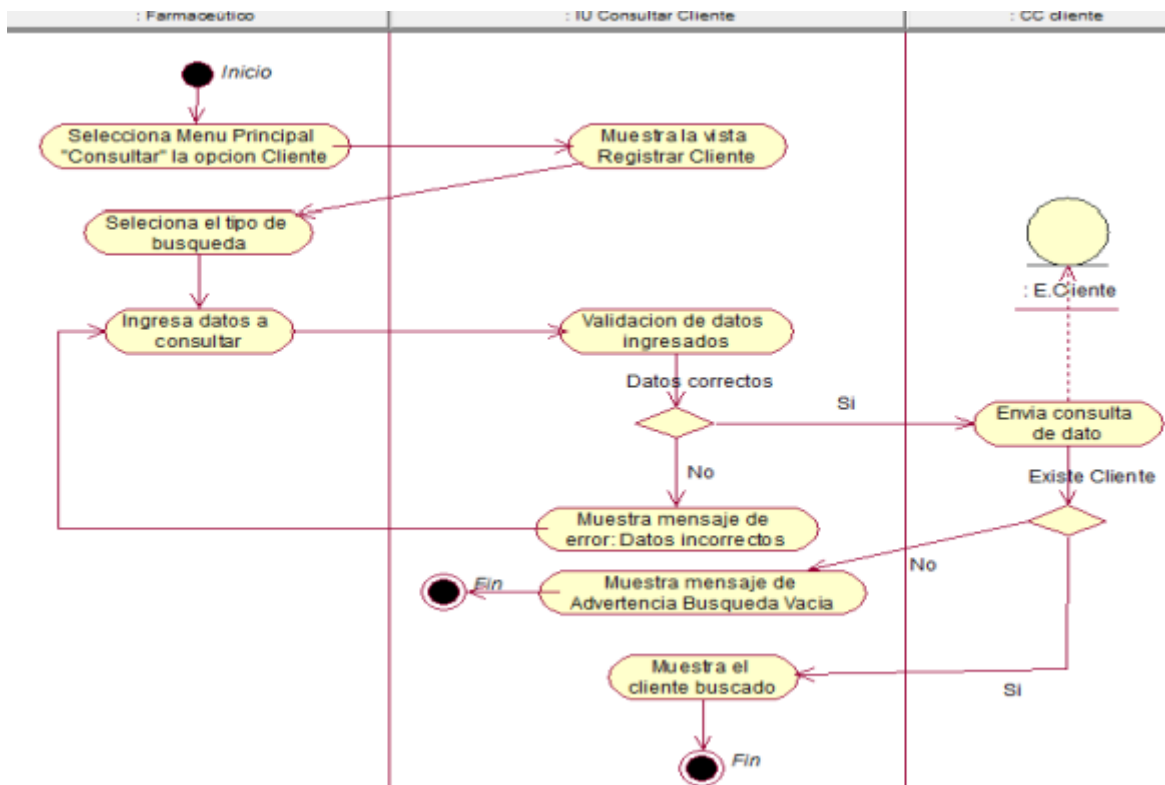 : Farmaceutico
: IU Consultar Cliente
: CC cliente
Inicio
Selecciona Menu Principal
"Consultar" la opcion Cliente
Muestra la vista
Registrar Cliente
Seleciona el tipo de
busqueda
: E.Cliente
Ingresa datos a
consultar
Validacion de datos
ingresados
Datos correctos
Si
Envia consulta
de dato
No
Existe Cliente
Muestra mensaje de
error: Datos incorrectos
No
Fin
Muestra mensaje de
Advertencia Busqueda Vacia
Muestra el
cliente buscado
Si
Fin